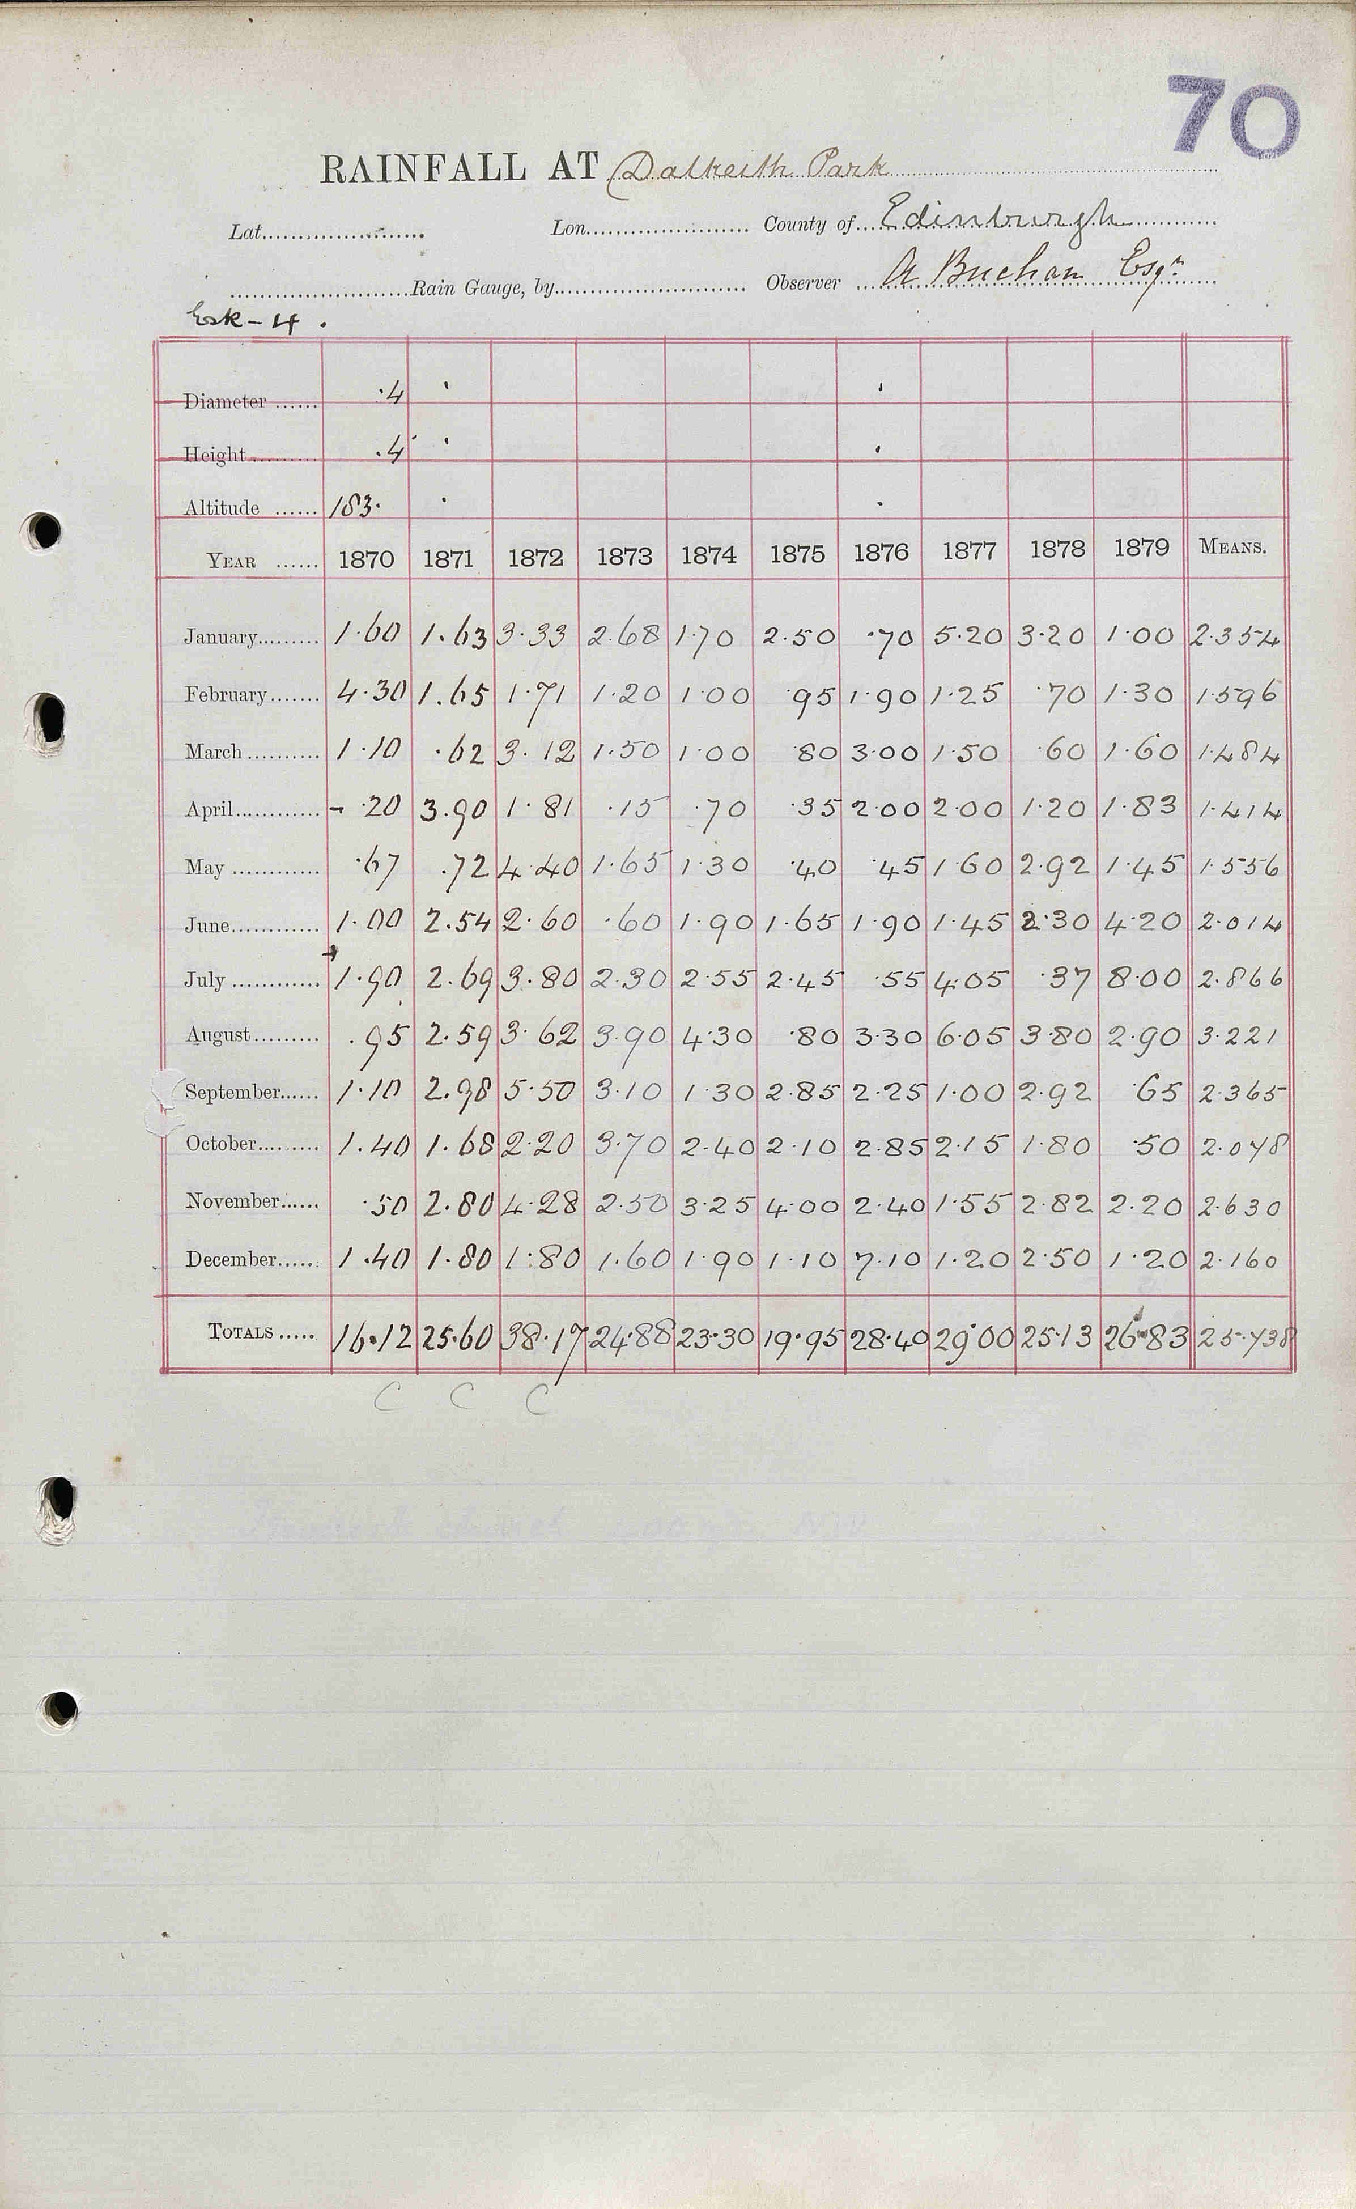 70
RAINFALL AT Dalkeith Park
Lat. Lon. County of Edinburgh
Rain Gauge, by Observer A Buchan Esqr
Esk-4.
Diameter ...... ·4
Height ·4
Altitude ...... 183·
YEAR ...... 1870 1871 1872 1873 1874 1875 1876 1877 1878 1879 MEANS.
January 1·60 1·63 3·33 2·68 1·70 2·50 ·70 5·20 3·20 1·00 2·354
February 4·30 1·65 1·71 1·20 1·00 ·95 1·90 1·25 ·70 1·30 1·596
March 1·10 ·62 3·12 1·50 1·00 ·80 3·00 1·50 ·60 1·60 1·484
April - ·20 3·90 1·81 ·15 ·70 ·35 2·00 2·00 1·20 1·83 1·414
May ·67 ·72 4·40 1·65 1·30 ·40 ·45 1·60 2·92 1·45 1·556
June 1·00 2·54 2·60 ·60 1·90 1·65 1·90 1·45 2·30 4·20 2·014
July 1·90 2·69 3·80 2·30 2·55 2·45 ·55 4·05 ·37 8·00 2·866
August ·95 2·59 3·62 3·90 4·30 ·80 3·30 6·05 3·80 2·90 3·221
September 1·10 2·98 5·50 3·10 1·30 2·85 2·25 1·00 2·92 ·65 2·365
October 1·40 1·68 2·20 3·70 2·40 2·10 2·85 2·15 1·80 ·50 2·078
November ·50 2·80 4·28 2·50 3·25 4·00 2·40 1·55 2·82 2·20 2·630
December 1·40 1·80 1·80 1·60 1·90 1·10 7·10 1·20 2·50 1·20 2·160
TOTALS ..... 16·12 25·60 38·17 24·88 23·30 19·95 28·40 29·00 25·13 26·83 25·738
C C C